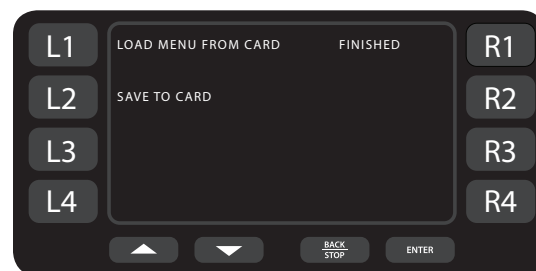 L1 LOAD MENU FROM CARD FINISHED R1
L2 SAVE TO CARD R2
L3 R3
L4 R4
BACK
STOP ENTER